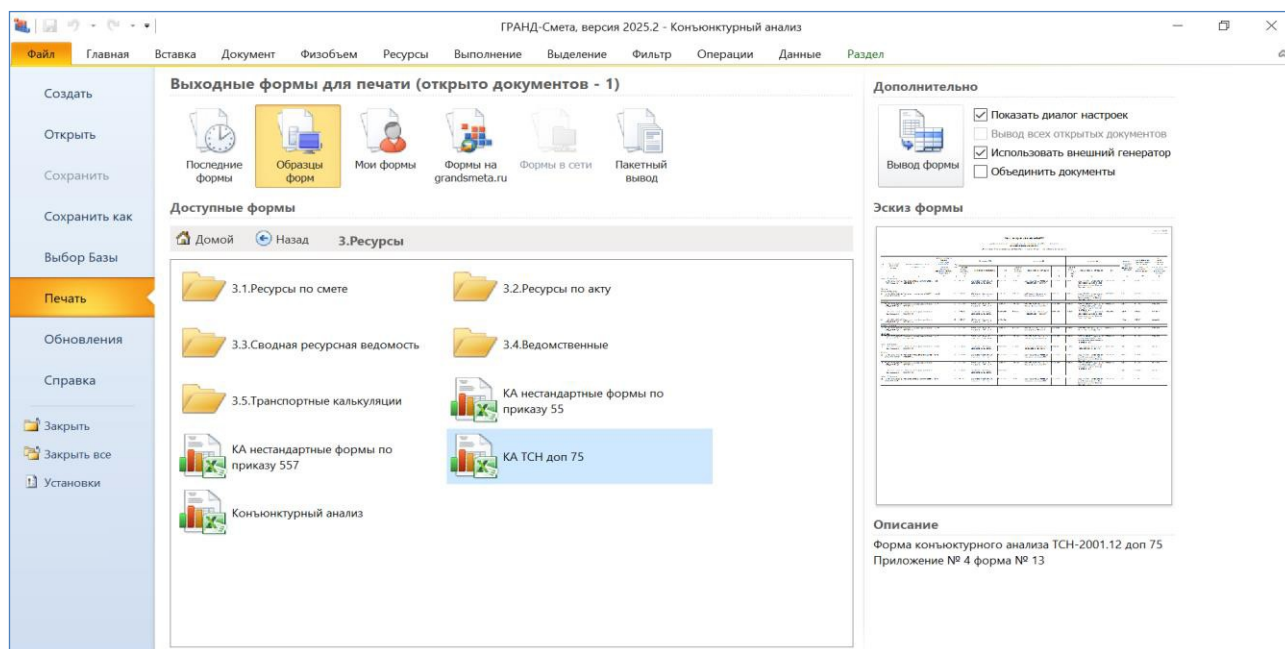 ГРАНД-Смета, версия 2025.2 - Конъюнктурный анализ
Файл Главная Вставка Документ Физобъем Ресурсы Выполнение Выделение Фильтр Операции Данные Раздел
Создать
Открыть
Сохранить
Сохранить как
Выбор Базы
Печать
Обновления
Справка
Закрыть
Закрыть все
Установки
Выходные формы для печати (открыто документов - 1)
Последние
формы
Образцы
форм
Мои формы
Формы на
grandsmeta.ru
Формы в сети
Пакетный
вывод
Доступные формы
Домой Назад 3.Ресурсы
3.1.Ресурсы по смете
3.2.Ресурсы по акту
3.3.Сводная ресурсная ведомость
3.4.Ведомственные
3.5.Транспортные калькуляции
КА нестандартные формы по
приказу 55
КА нестандартные формы по
приказу 557
КА ТСН доп 75
Конъюнктурный анализ
Дополнительно
Вывод формы
Показать диалог настроек
Вывод всех открытых документов
Использовать внешний генератор
Объединить документы
Эскиз формы
Описание
Форма конъюктурного анализа ТСН-2001.12 доп 75
Приложение № 4 форма № 13